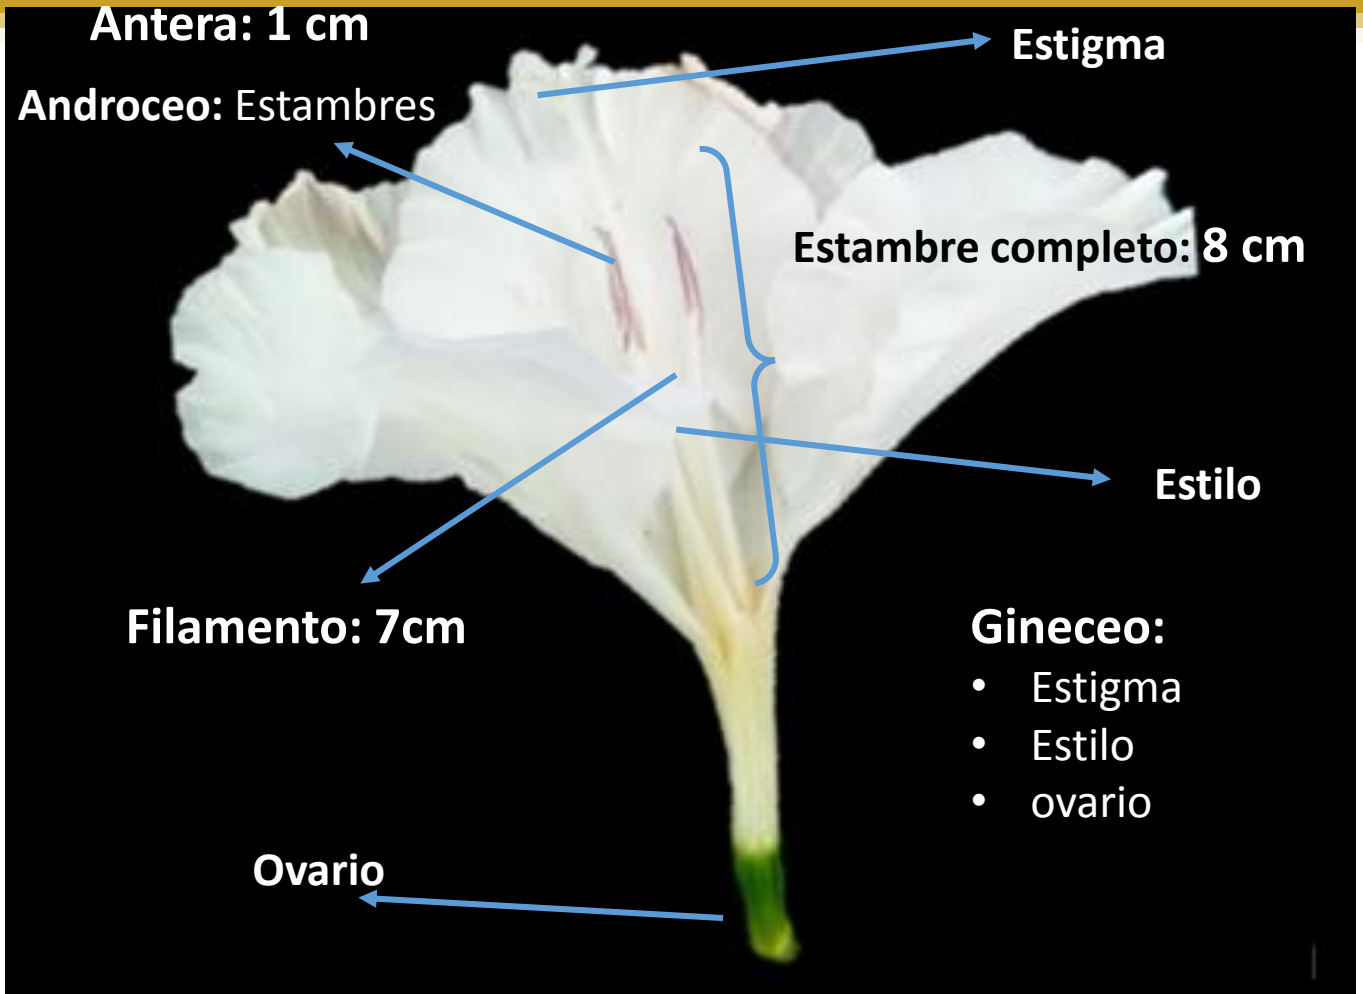 Antera: 1 cm
Estigma
Androceo: Estambres
Estambre completo: 8 cm
Estilo
Filamento: 7cm
Gineceo:
• Estigma
• Estilo
• ovario
Ovario